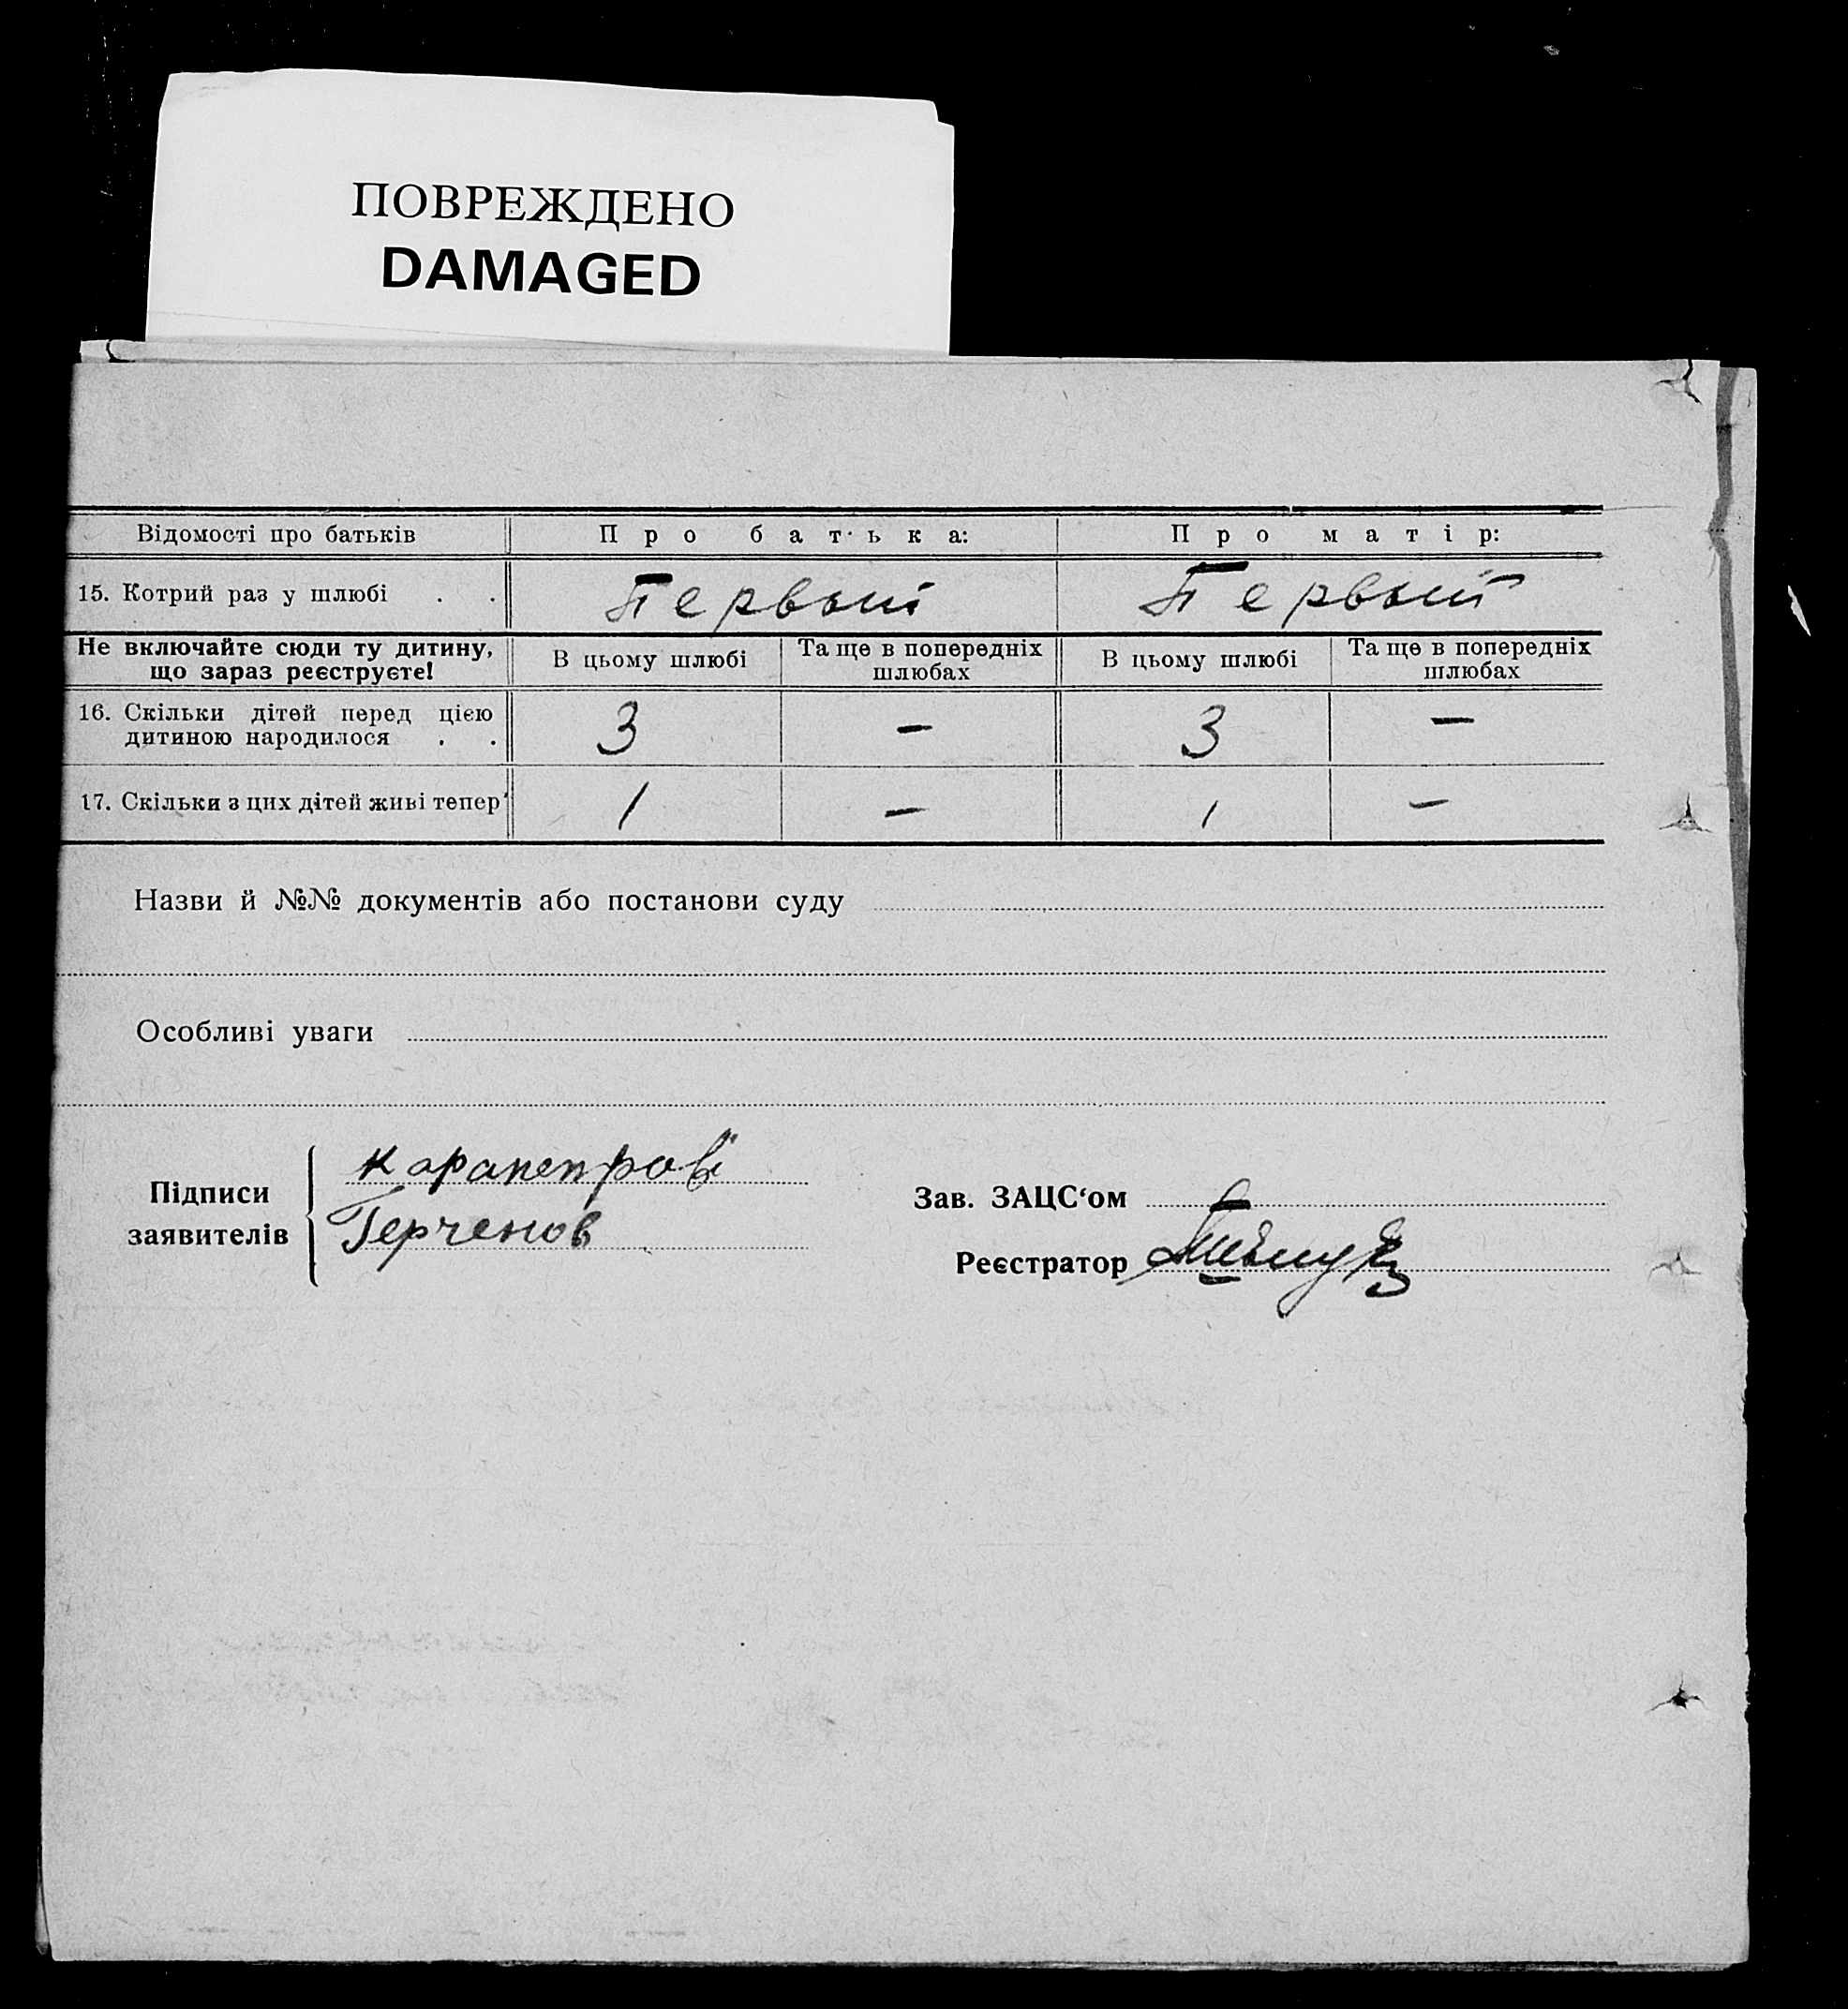 ПОВРЕЖДЕНО
DAMAGED
Відомості про батьків Про батька: Про матір:
15. Котрий раз у шлюбі . . Первый Первый
Не включайте сюди ту дитину, що зараз реєструєте! В цьому шлюбі Та ще в попередніх шлюбах В цьому шлюбі Та ще в попередніх шлюбах
16. Скільки дітей перед цією дитиною народилося . . 3 — 3 —
17. Скільки з цих дітей живі тепер 1 — 1 —
Назви й №№ документів або постанови суду
Особливі уваги
Підписи заявителів
Карапетров
Герченов
Зав. ЗАЦС‘ом
Реєстратор